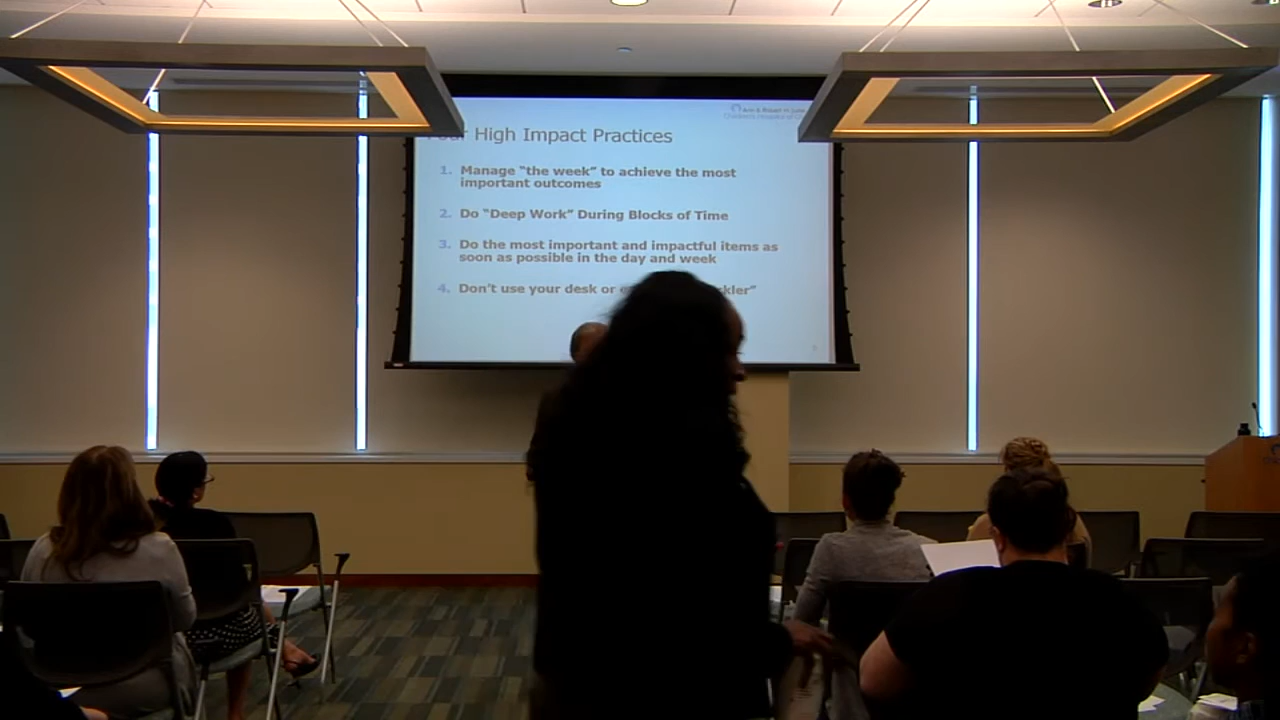 High Impact Practices
1. Manage "the week" to achieve the most
important outcomes
2. Do "Deep Work" During Blocks of Time
3. Do the most important and impactful items as
soon as possible in the day and week
4. Don't use your desk or